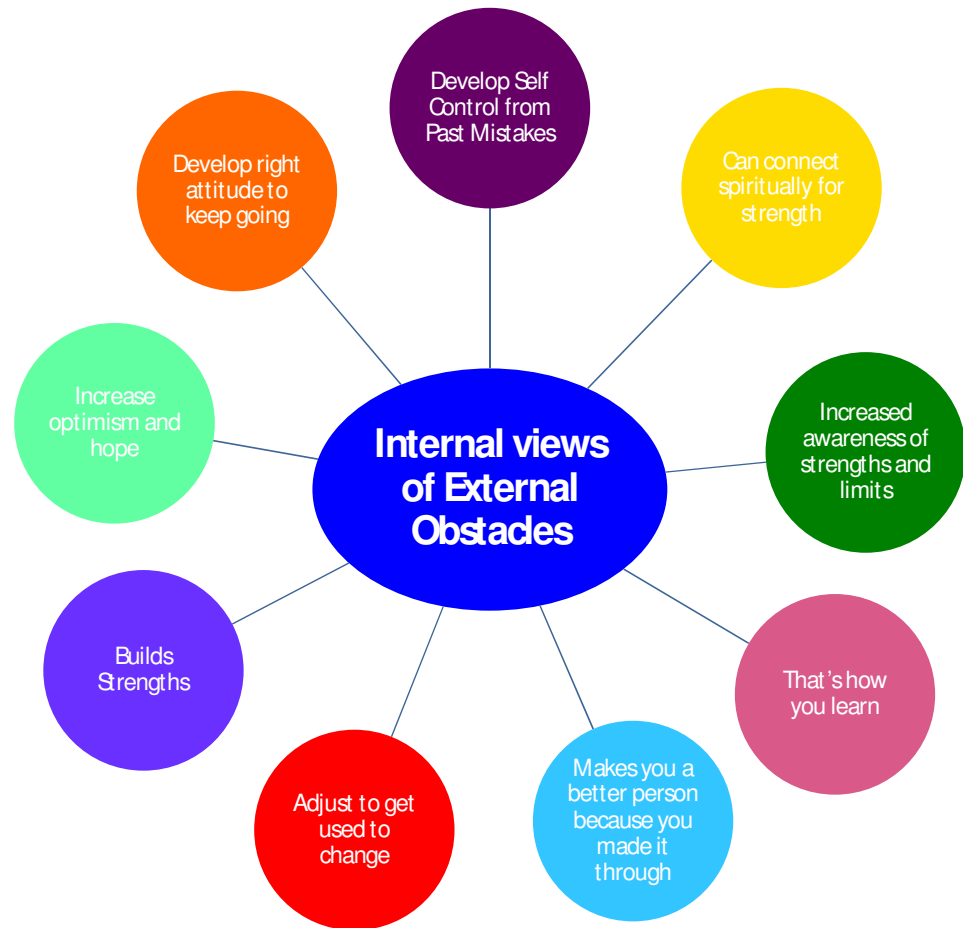 Develop Self
Control from
Past Mistakes
Can connect
spiritually for
strength
Increased
awareness of
strengths and
limits
That's how
you learn
Makes you a
better person
because you
made it
through
Adjust to get
used to
change
Builds
Strengths
Increase
optimism and
hope
Develop right
attitude to
keep going
Internal views
of External
Obstacles